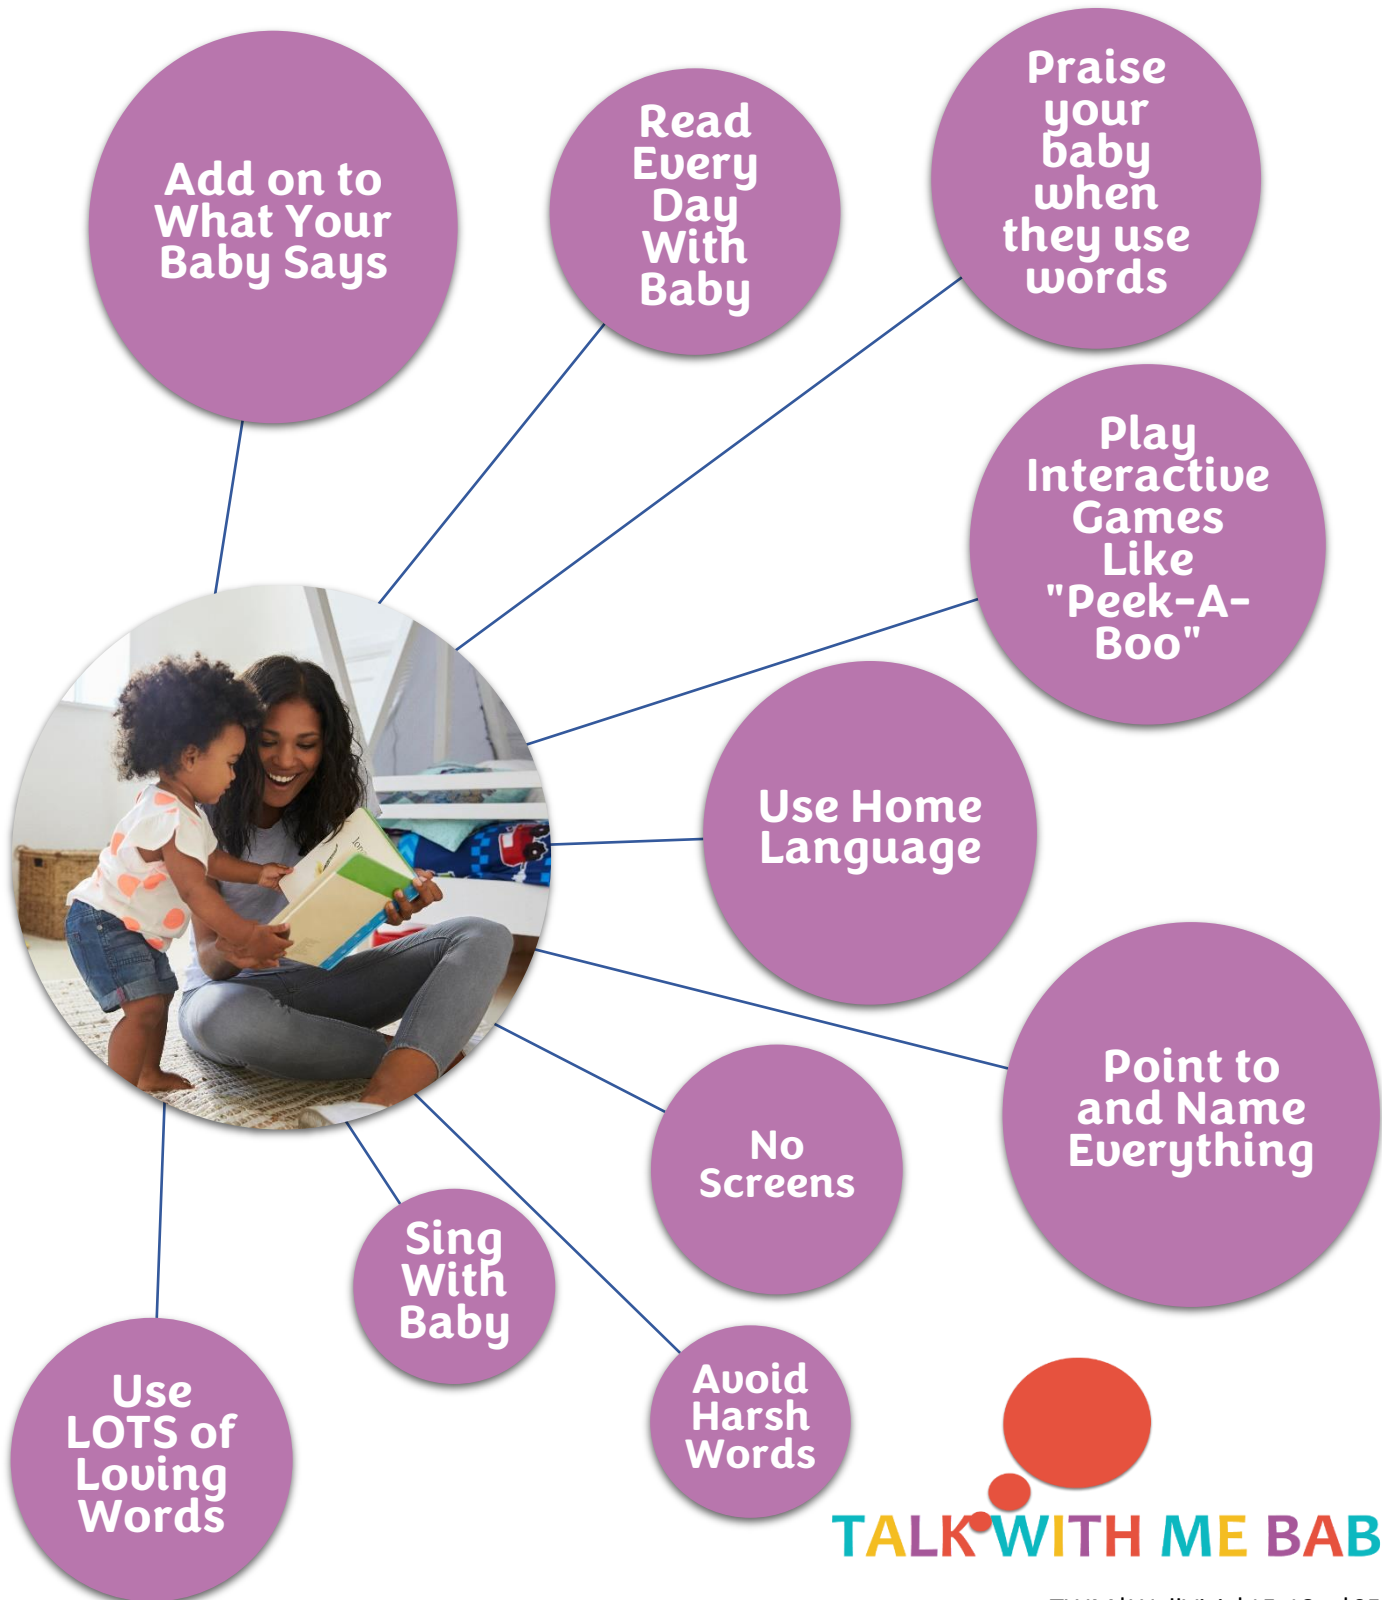 Add on to
What Your
Baby Says
Read
Every
Day
With
Baby
Praise
your
baby
when
they use
words
Play
Interactive
Games
Like
"Peek-A-
Boo"
Use Home
Language
Point to
and Name
Everything
No
Screens
Sing
With
Baby
Avoid
Harsh
Words
Use
LOTS of
Loving
Words
TALK WITH ME BAB